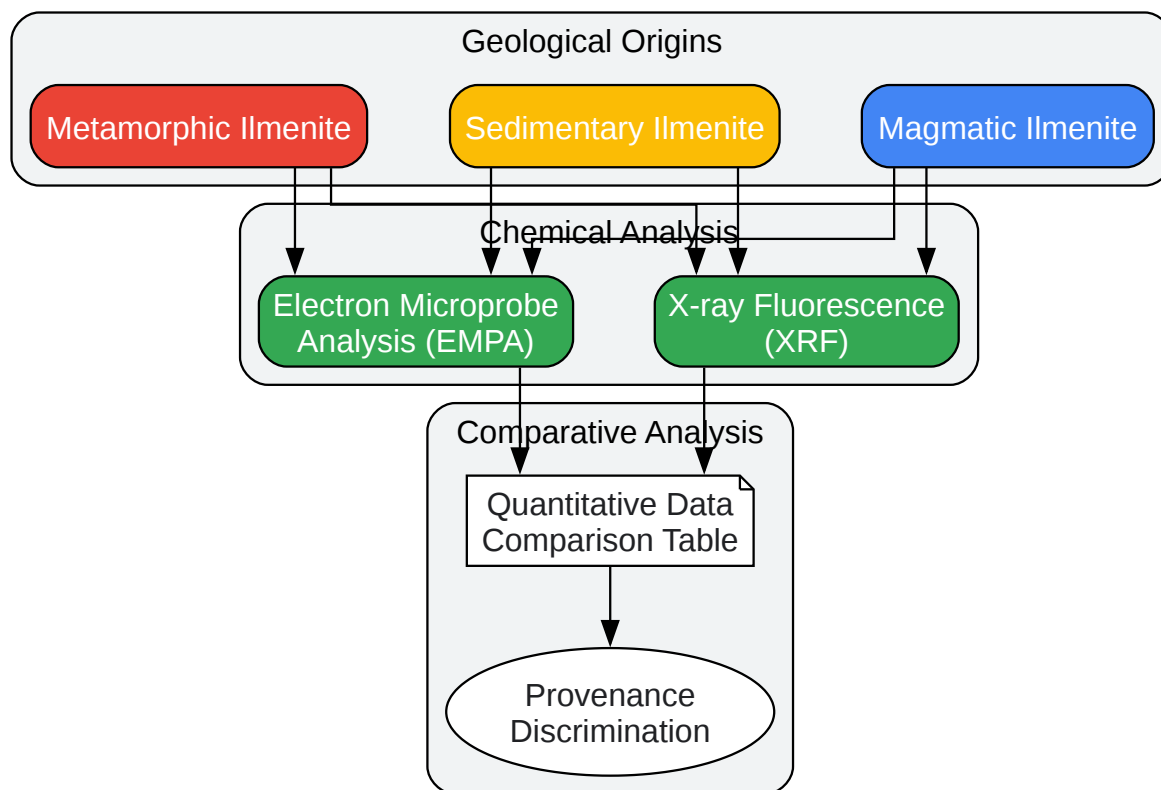 Geological Origins
Metamorphic Ilmenite
Sedimentary Ilmenite
Magmatic Ilmenite
Chemical Analysis
Electron Microprobe
Analysis (EMPA)
X-ray Fluorescence
(XRF)
Comparative Analysis
Quantitative Data
Comparison Table
Provenance
Discrimination